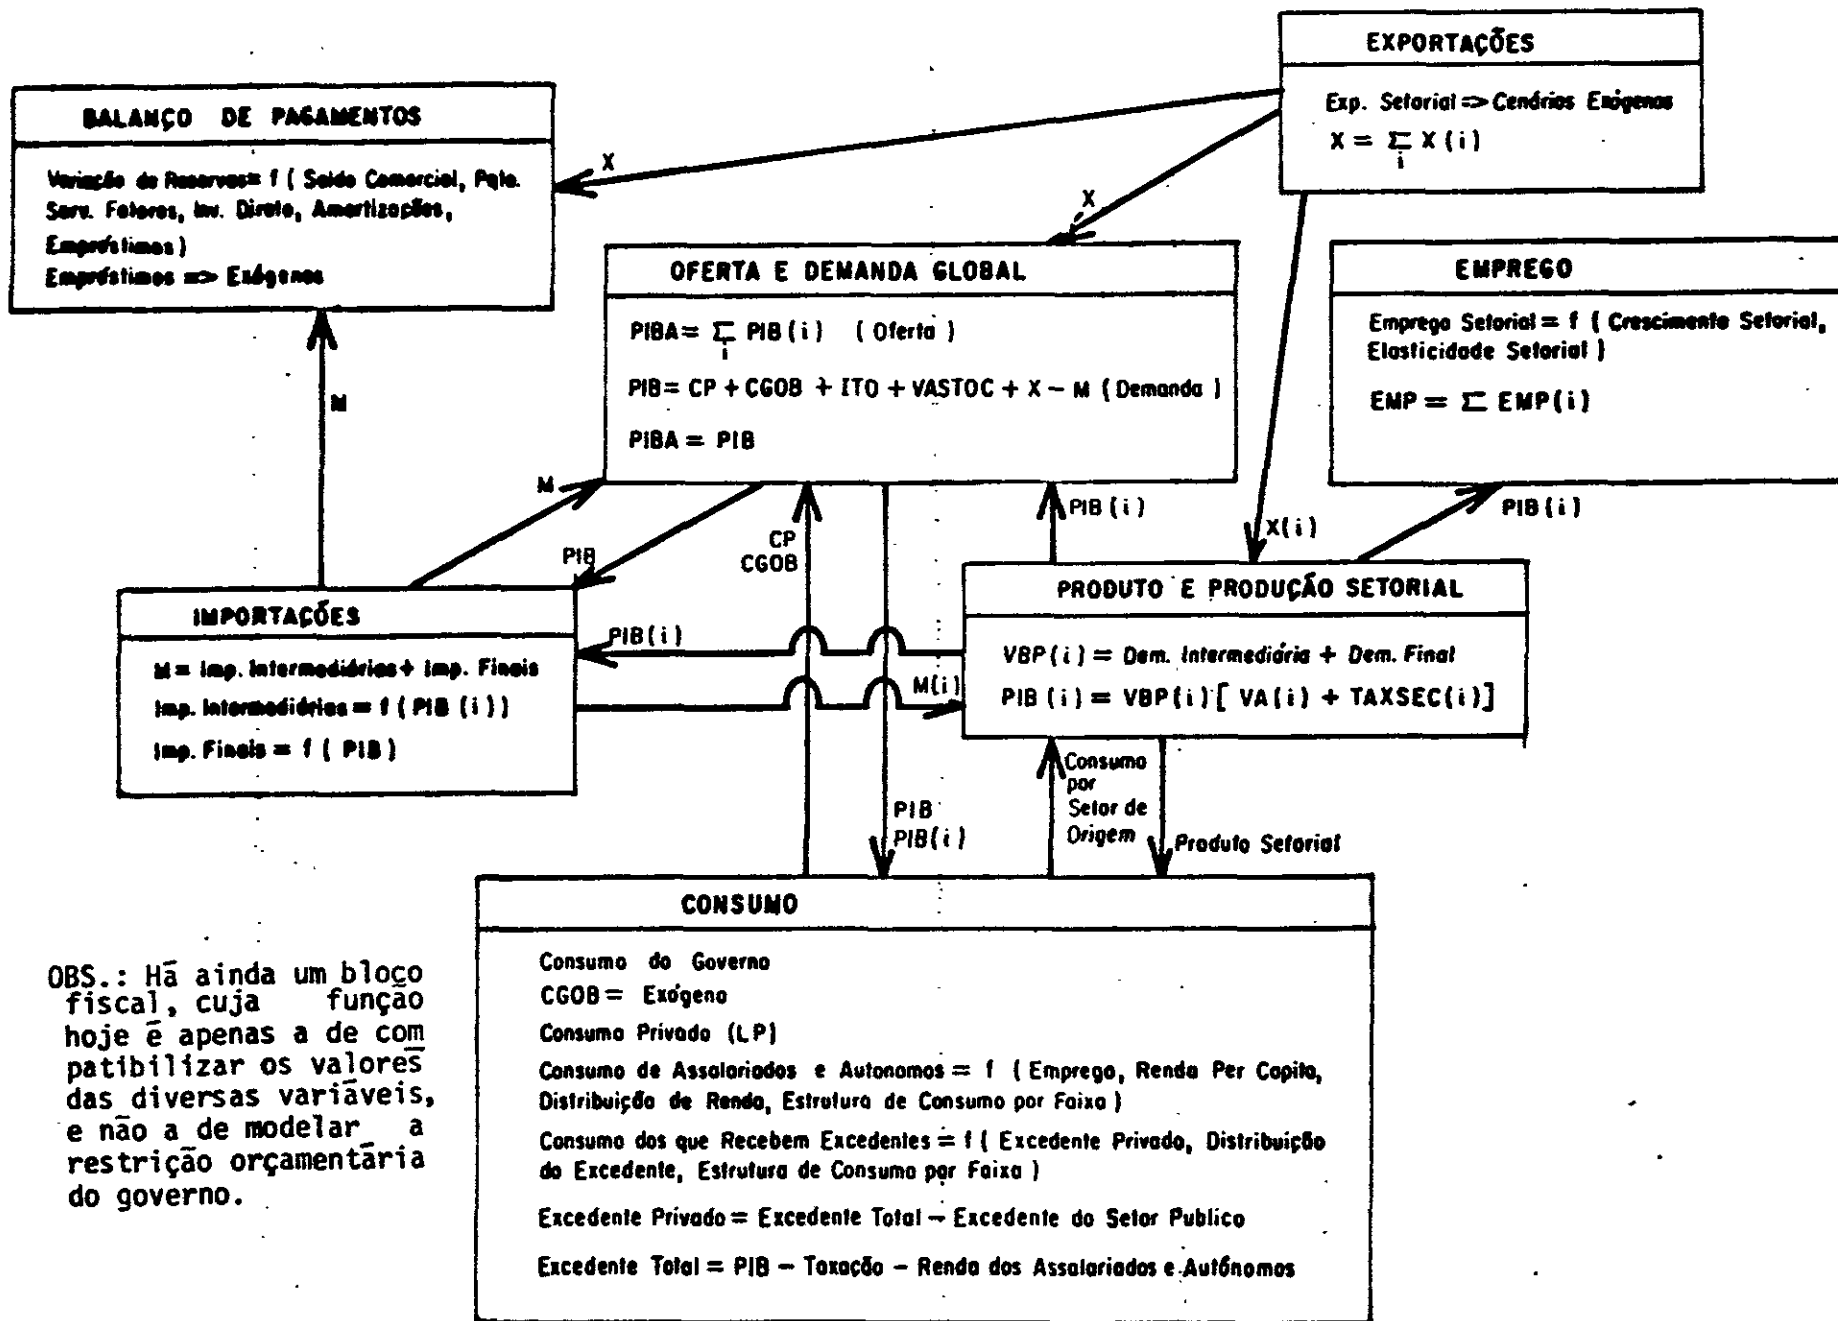 EXPORTAÇÕES
Exp. Setorial => Cenários Exógenos
X = Σ X(i)
i
BALANÇO DE PAGAMENTOS
Variação de Reservas = f ( Saldo Comercial, Pgto.
Serv. Fatores, Inv. Direto, Amortizações,
Empréstimos )
Empréstimos => Exógenos
X
X
OFERTA E DEMANDA GLOBAL
PIBA = Σ PIB(i) ( Oferta )
i
PIB = CP + CGOB + ITO + VASTOC + X − M ( Demanda )
PIBA = PIB
EMPREGO
Emprego Setorial = f ( Crescimento Setorial,
Elasticidade Setorial )
EMP = Σ EMP(i)
M
M
PIB
CP
CGOB
PIB(i)
X(i)
PIB(i)
IMPORTAÇÕES
M = Imp. Intermediárias + Imp. Finais
Imp. Intermediárias = f ( PIB (i))
Imp. Finais = f ( PIB )
PIB(i)
M(i)
PRODUTO E PRODUÇÃO SETORIAL
VBP(i) = Dem. Intermediária + Dem. Final
PIB (i) = VBP(i) [ VA(i) + TAXSEC(i)]
PIB
PIB(i)
Consumo
por
Setor de
Origem
Produto Setorial
CONSUMO
Consumo do Governo
CGOB = Exógeno
Consumo Privado (LP)
Consumo de Assalariados e Autonomos = f ( Emprego, Renda Per Capita,
Distribuição de Renda, Estrutura de Consumo por Faixa )
Consumo dos que Recebem Excedentes = f ( Excedente Privado, Distribuição
do Excedente, Estrutura de Consumo por Faixa )
Excedente Privado = Excedente Total − Excedente do Setor Publico
Excedente Total = PIB − Taxação − Renda dos Assalariados e Autônomos
OBS.: Hā ainda um bloco
fiscal, cuja função
hoje ē apenas a de com
patibilizar os valores
das diversas variāveis,
e não a de modelar a
restrição orçamentāria
do governo.